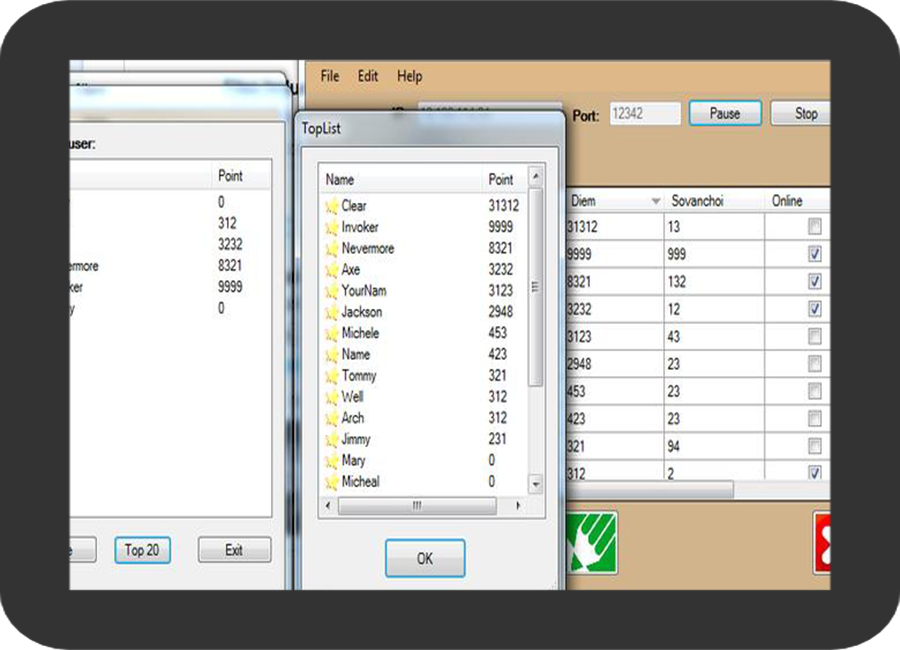 File Edit Help
Port: 12342 Pause Stop
user:
Point
0
312
3232
ermore 8321
ker 9999
y 0
Top 20 Exit
TopList
Name Point
Clear 31312
Invoker 9999
Nevermore 8321
Axe 3232
YourNam 3123
Jackson 2948
Michele 453
Name 423
Tommy 321
Well 312
Arch 312
Jimmy 231
Mary 0
Micheal 0
OK
Diem Sovanchoi Online
31312 13
9999 999
8321 132
3232 12
3123 43
2948 23
453 23
423 23
321 94
312 2